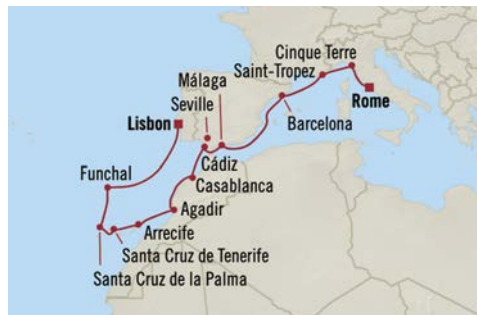 Cinque Terre
Saint-Tropez
Málaga
Rome
Seville
Lisbon
Barcelona
Cádiz
Funchal
Casablanca
Agadir
Arrecife
Santa Cruz de Tenerife
Santa Cruz de la Palma